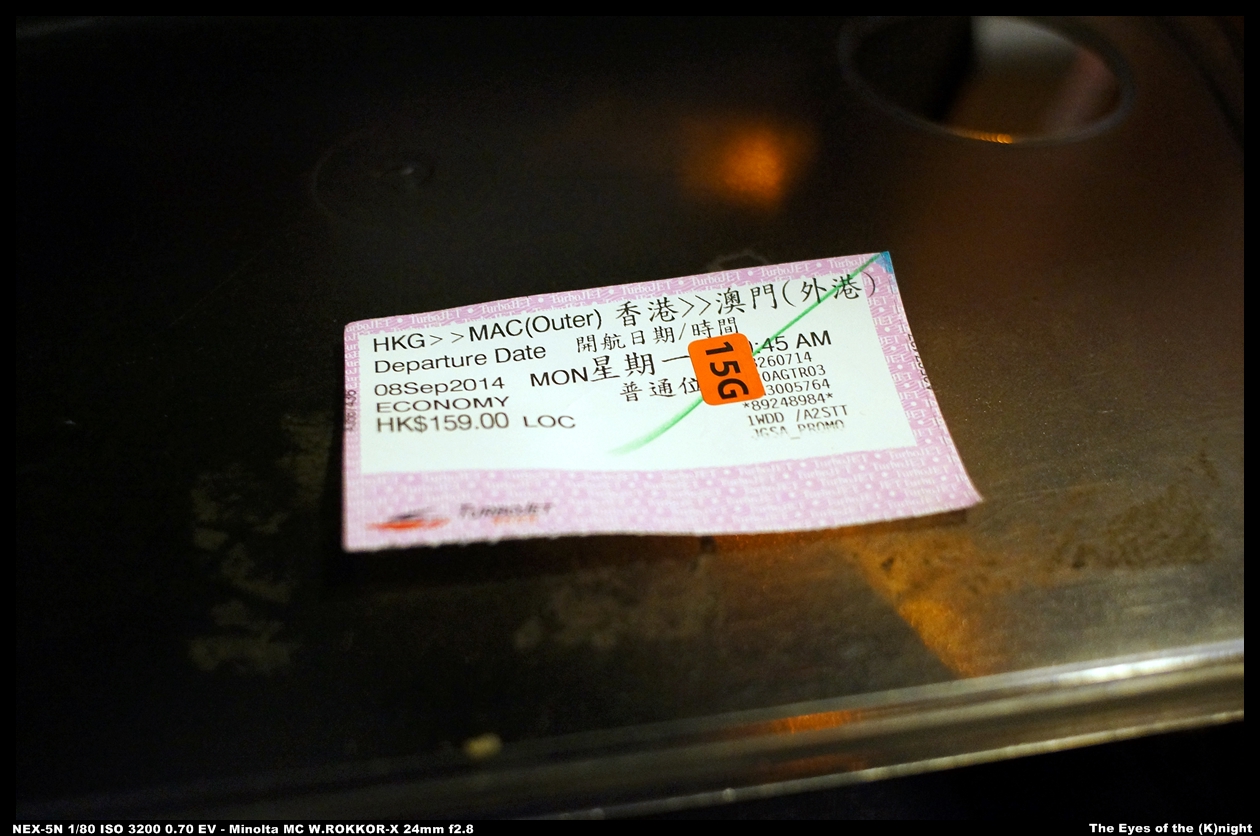 HKG>>MAC(Outer) 香港>>澳門(外港)
Departure Date 開航日期/時間
08Sep2014 MON星期一 :45 AM
ECONOMY 普通位
HK$159.00 LOC
15G
260714
0AGTR03
3005764
*89248984*
1WDD /A2STT
JGSA_PROMO
TURBOJET
NEX-5N 1/80 ISO 3200 0.70 EV - Minolta MC W.ROKKOR-X 24mm f2.8
The Eyes of the (K)night